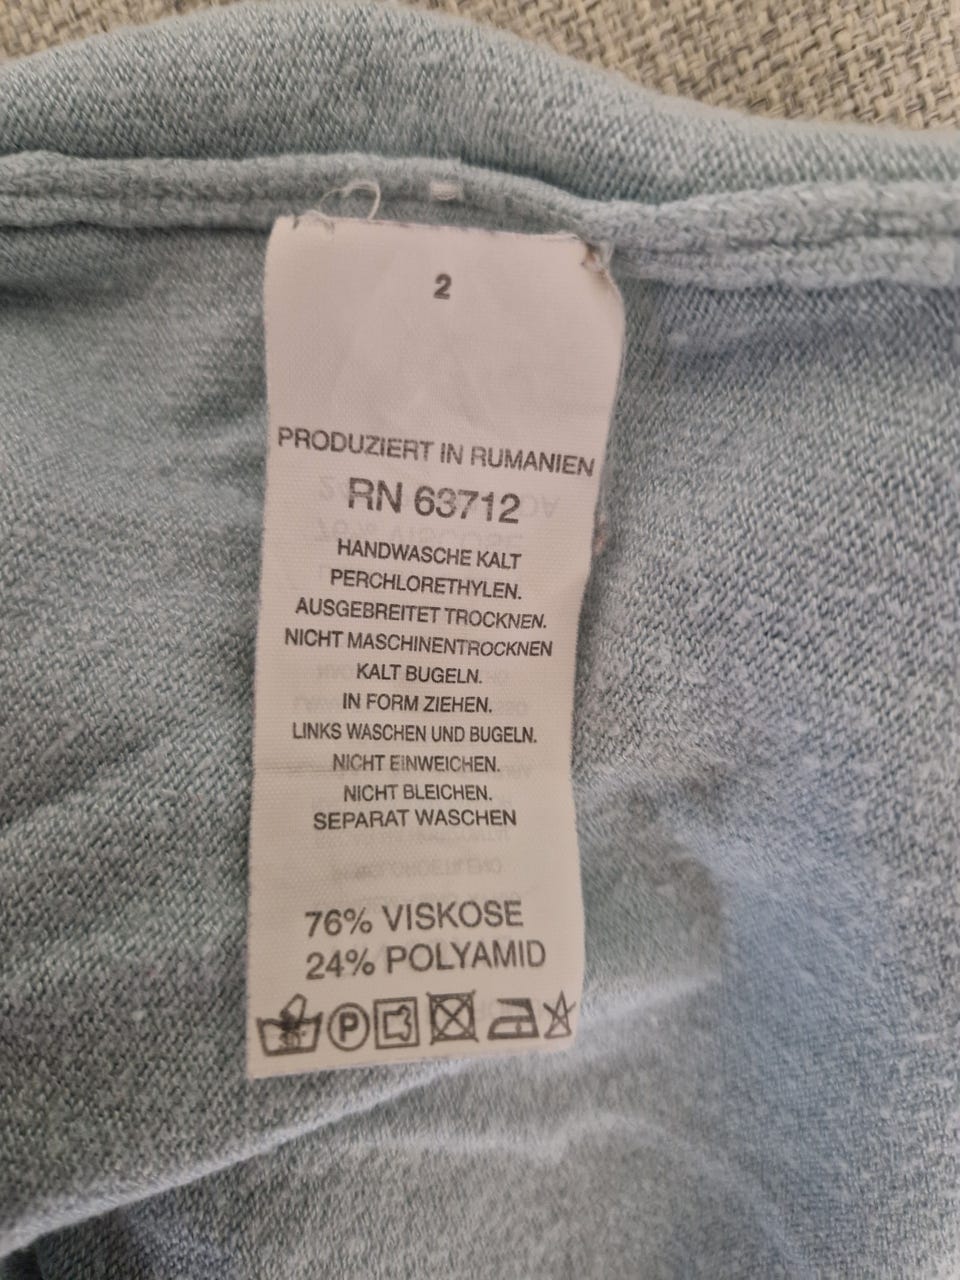 2
PRODUZIERT IN RUMANIEN
RN 63712
HANDWASCHE KALT
PERCHLORETHYLEN.
AUSGEBREITET TROCKNEN.
NICHT MASCHINENTROCKNEN
KALT BUGELN.
IN FORM ZIEHEN.
LINKS WASCHEN UND BUGELN.
NICHT EINWEICHEN.
NICHT BLEICHEN.
SEPARAT WASCHEN
76% VISKOSE
24% POLYAMID
P